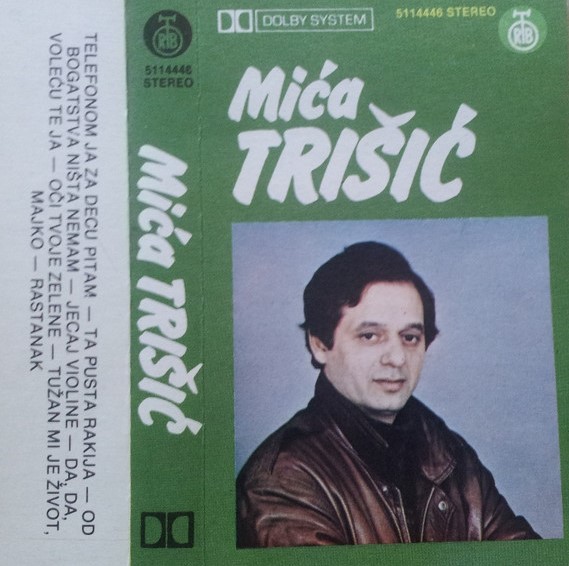 TELEFONOM JA ZA DECU PITAM — TA PUSTA RAKIJA — OD
BOGATSTVA NIŠTA NEMAM — JECAJ VIOLINE — DA, DA,
VOLEĆU TE JA — OČI TVOJE ZELENE — TUŽAN MI JE ŽIVOT,
MAJKO — RASTANAK
RTB
5114446
STEREO
Mića TRIŠIĆ
DOLBY SYSTEM
5114446 STEREO
RTB
Mića
TRIŠIĆ